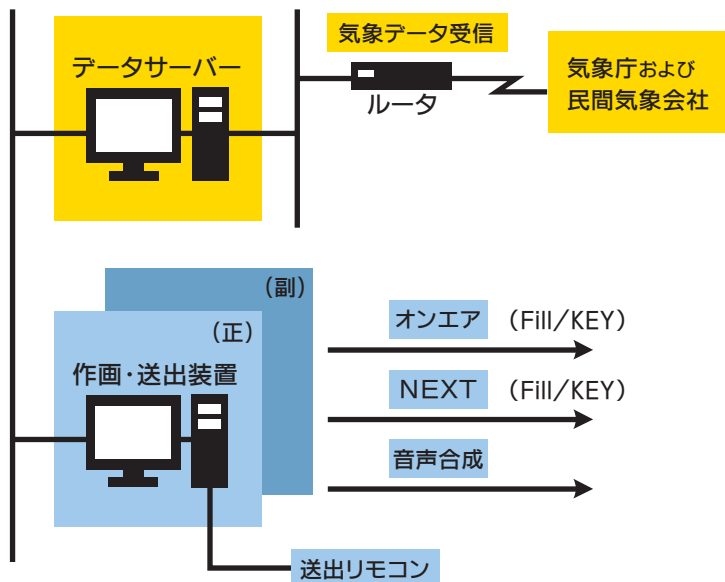 気象データ受信
データサーバー
ルータ
気象庁および
民間気象会社
(副)
(正)
作画・送出装置
オンエア (Fill/KEY)
NEXT (Fill/KEY)
音声合成
送出リモコン